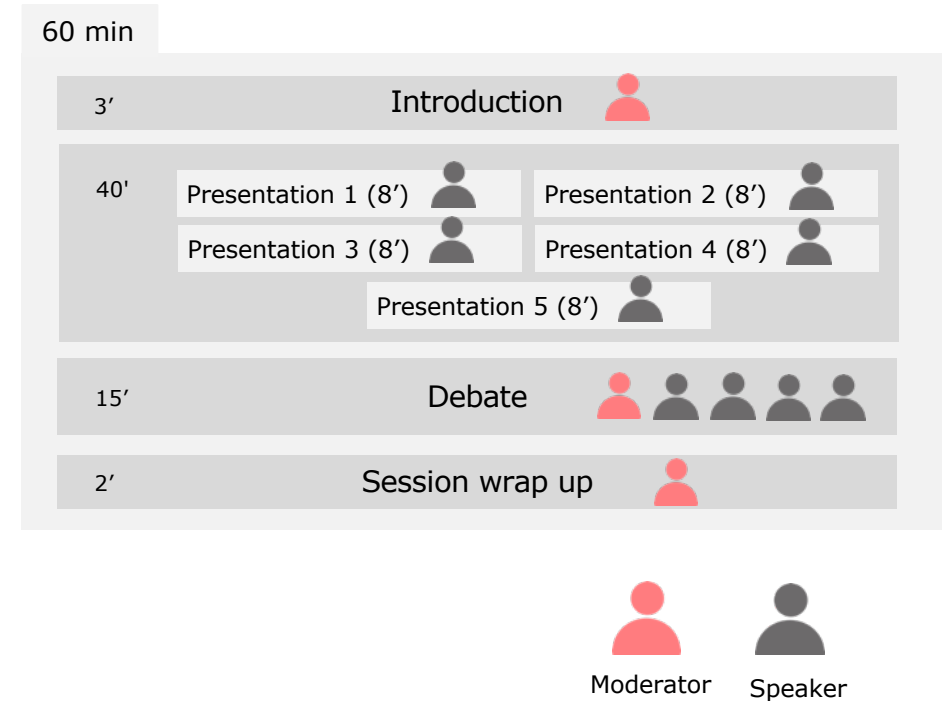 60 min
3′ Introduction
40' Presentation 1 (8′) Presentation 2 (8′)
Presentation 3 (8′) Presentation 4 (8′)
Presentation 5 (8′)
15′ Debate
2′ Session wrap up
Moderator Speaker